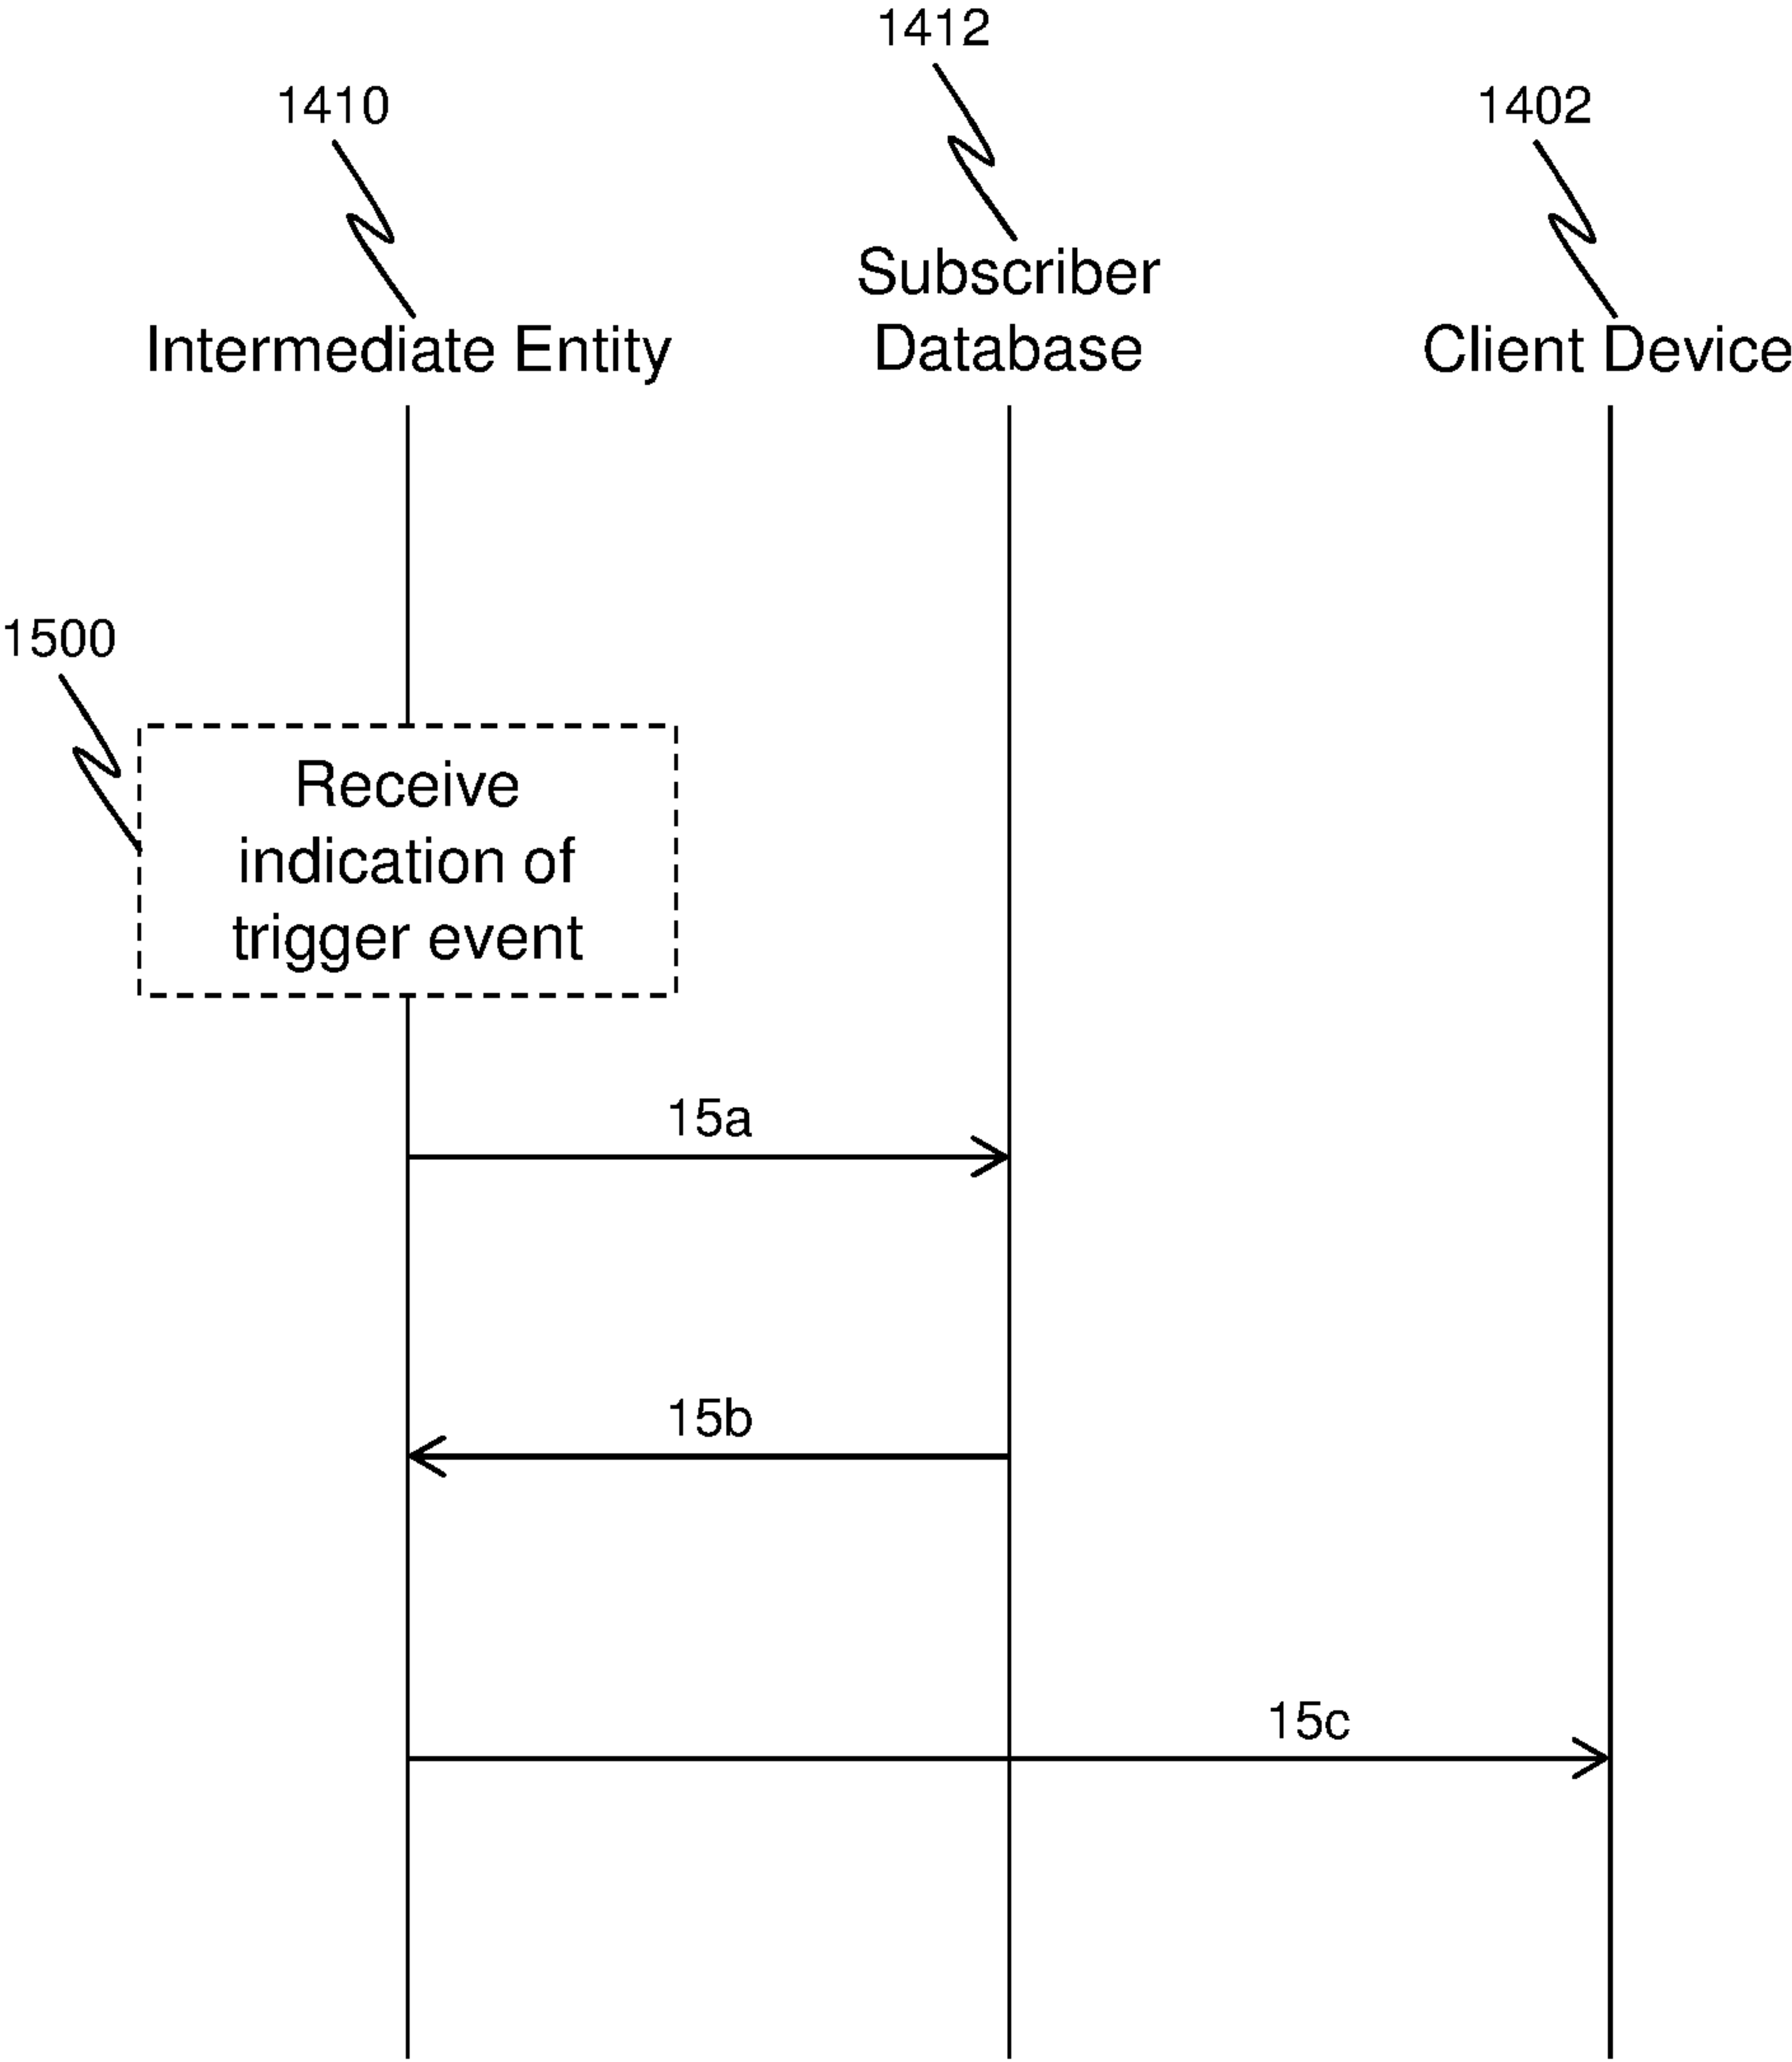 1412
1410
1402
Subscriber
Database
Intermediate Entity
Client Device
1500
Receive
indication of
trigger event
15a
15b
15c